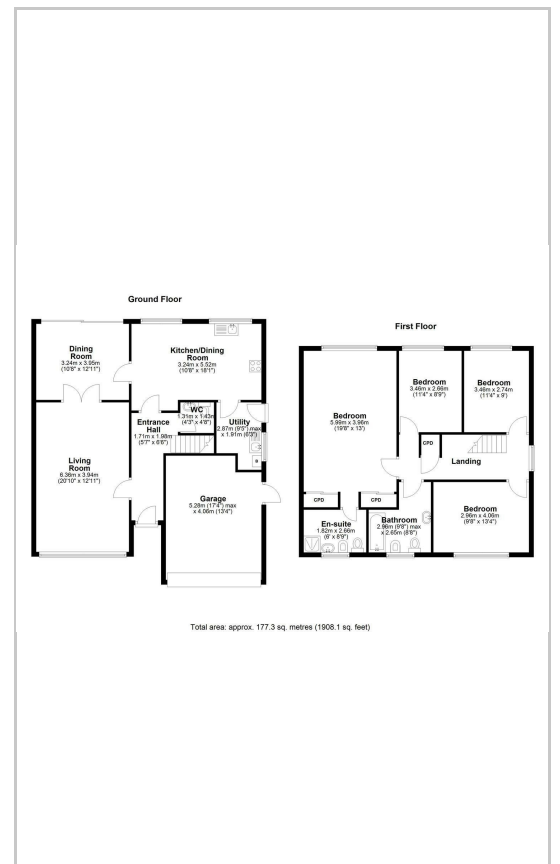 Ground Floor
Dining
Room
3.24m x 3.95m
(10'8" x 12'11")
Kitchen/Dining
Room
3.24m x 5.52m
(10'8" x 18'1")
WC
1.31m x 1.43m
(4'3" x 4'8")
Utility
2.87m (9'5") max
x 1.91m (6'3")
Entrance
Hall
1.71m x 1.98m
(5'7" x 6'6")
Living
Room
6.36m x 3.94m
(20'10" x 12'11")
Garage
5.28m (17'4") max
x 4.06m (13'4")
First Floor
Bedroom
5.99m x 3.96m
(19'8" x 13')
Bedroom
3.46m x 2.66m
(11'4" x 8'9")
Bedroom
3.46m x 2.74m
(11'4" x 9')
CPD
Landing
CPD
CPD
En-suite
1.82m x 2.66m
(6' x 8'9")
Bathroom
2.96m (9'8") max
x 2.65m (8'8")
Bedroom
2.96m x 4.06m
(9'8" x 13'4")
Total area: approx. 177.3 sq. metres (1908.1 sq. feet)